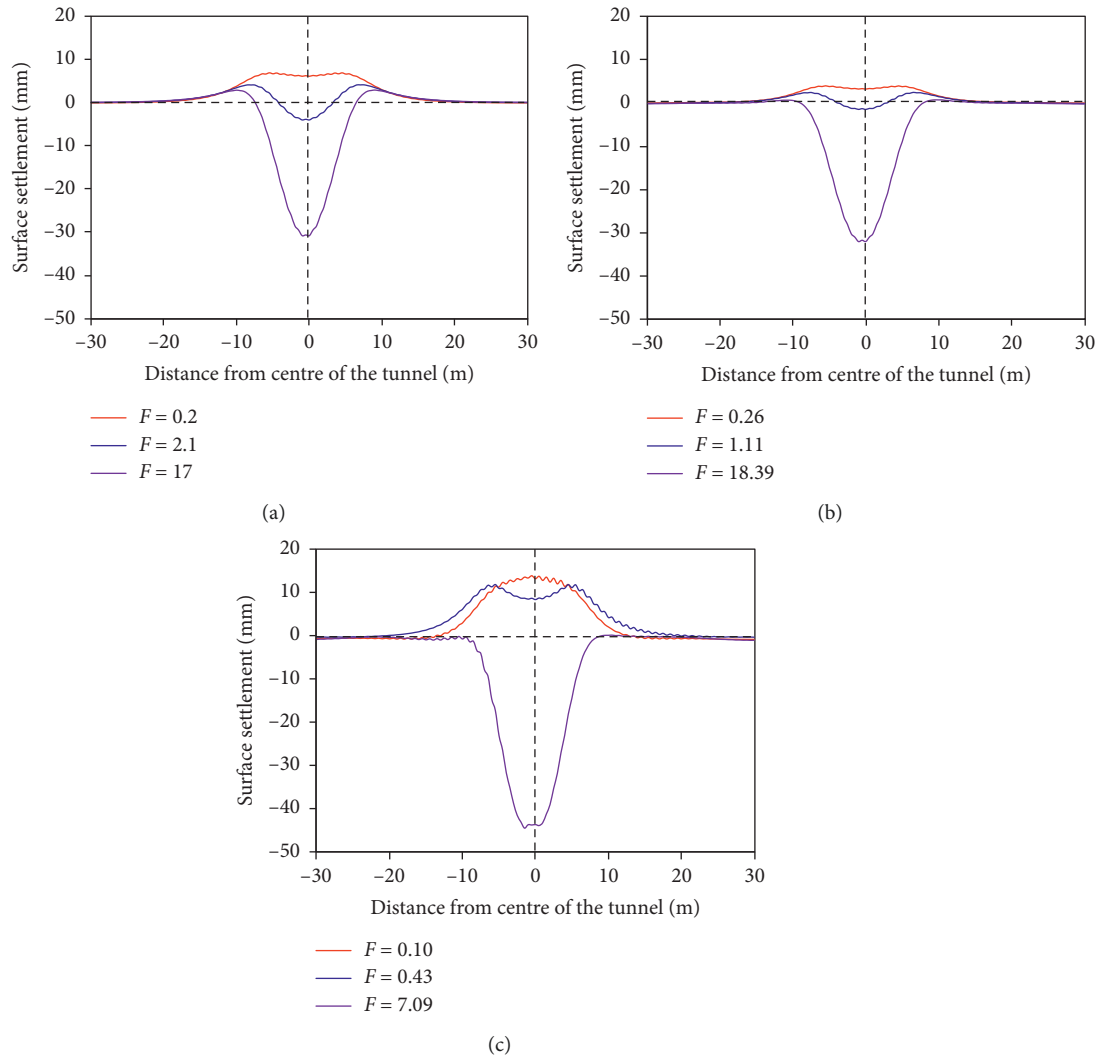 20
10
0
–10
–20
–30
–40
–50
Surface settlement (mm)
–30
–20
–10
0
10
20
30
Distance from centre of the tunnel (m)
F = 0.2
F = 2.1
F = 17
(a)
20
10
0
–10
–20
–30
–40
–50
Surface settlement (mm)
–30
–20
–10
0
10
20
30
Distance from centre of the tunnel (m)
F = 0.26
F = 1.11
F = 18.39
(b)
20
10
0
–10
–20
–30
–40
–50
Surface settlement (mm)
–30
–20
–10
0
10
20
30
Distance from centre of the tunnel (m)
F = 0.10
F = 0.43
F = 7.09
(c)